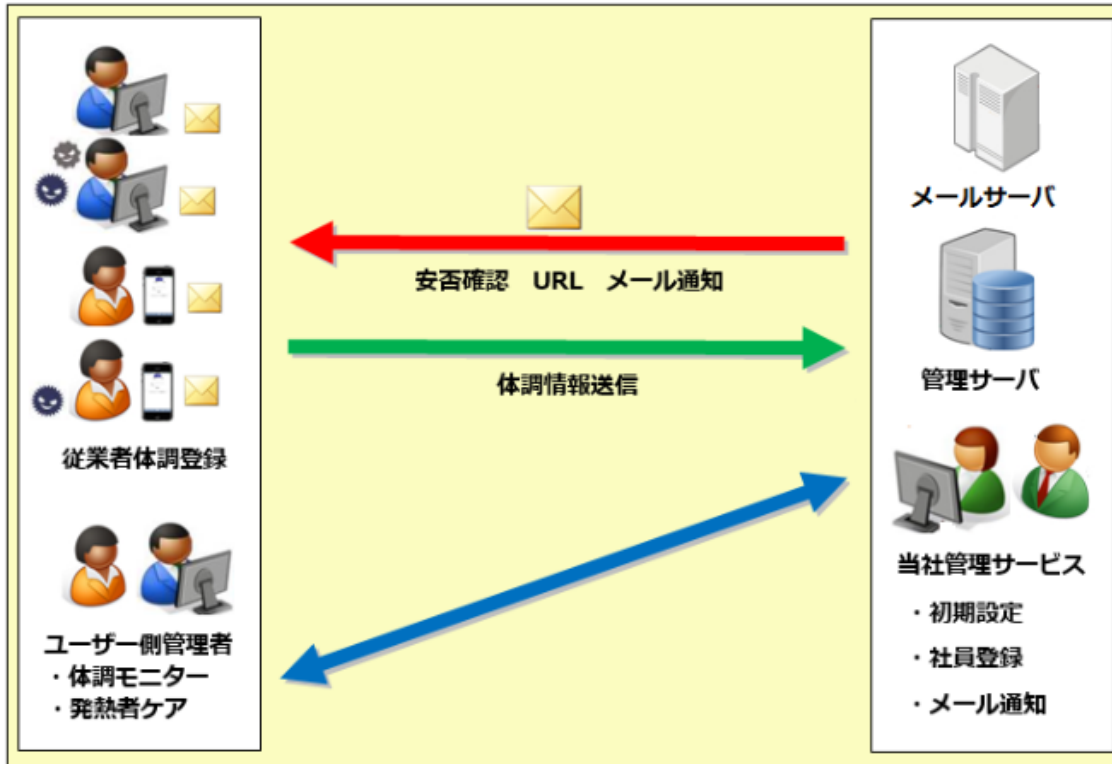 安否確認　URL　メール通知
体調情報送信
従業者体調登録
ユーザー側管理者
・体調モニター
・発熱者ケア
メールサーバ
管理サーバ
当社管理サービス
・初期設定
・社員登録
・メール通知